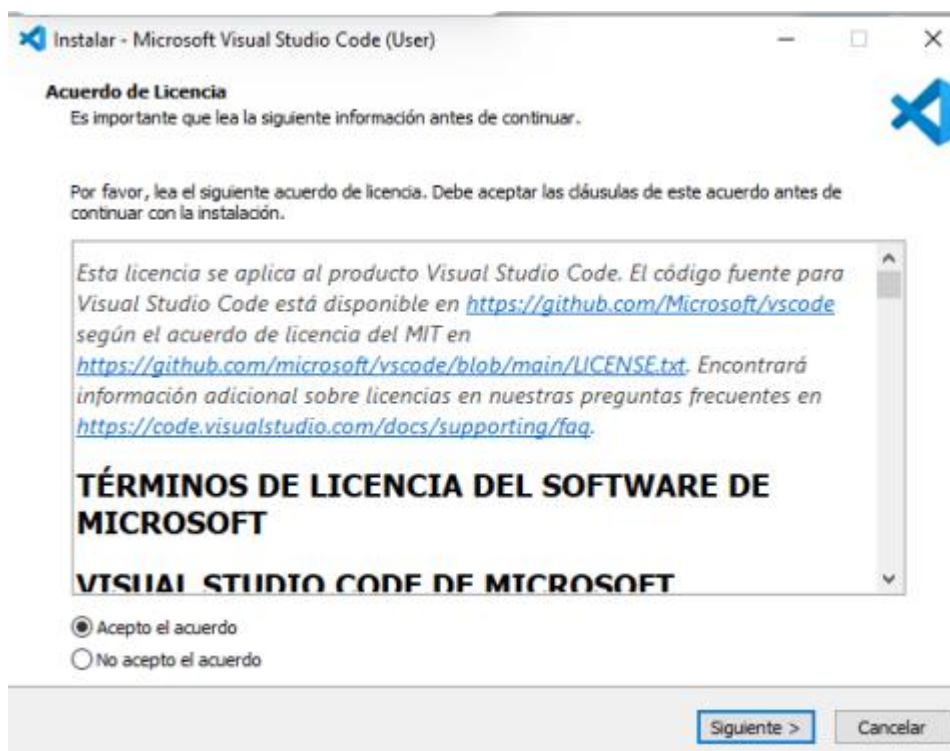 Instalar - Microsoft Visual Studio Code (User)
Acuerdo de Licencia
Es importante que lea la siguiente información antes de continuar.
Por favor, lea el siguiente acuerdo de licencia. Debe aceptar las cláusulas de este acuerdo antes de
continuar con la instalación.
Esta licencia se aplica al producto Visual Studio Code. El código fuente para
Visual Studio Code está disponible en https://github.com/Microsoft/vscode
según el acuerdo de licencia del MIT en
https://github.com/microsoft/vscode/blob/main/LICENSE.txt. Encontrará
información adicional sobre licencias en nuestras preguntas frecuentes en
https://code.visualstudio.com/docs/supporting/faq.
TÉRMINOS DE LICENCIA DEL SOFTWARE DE
MICROSOFT
VISUAL STUDIO CODE DE MICROSOFT
Acepto el acuerdo
No acepto el acuerdo
Siguiente >
Cancelar